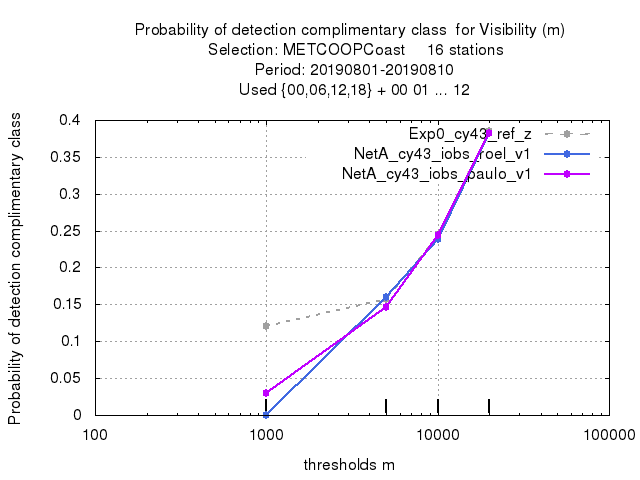 Probability of detection complimentary class  for Visibility (m)
Selection: METCOOPCoast     16 stations
Period: 20190801-20190810
Used {00,06,12,18} + 00 01 ... 12
Probability of detection complimentary class
0.4
0.35
0.3
0.25
0.2
0.15
0.1
0.05
0
Exp0_cy43_ref_z
NetA_cy43_iobs_roel_v1
NetA_cy43_iobs_paulo_v1
100 1000 10000 100000
thresholds m